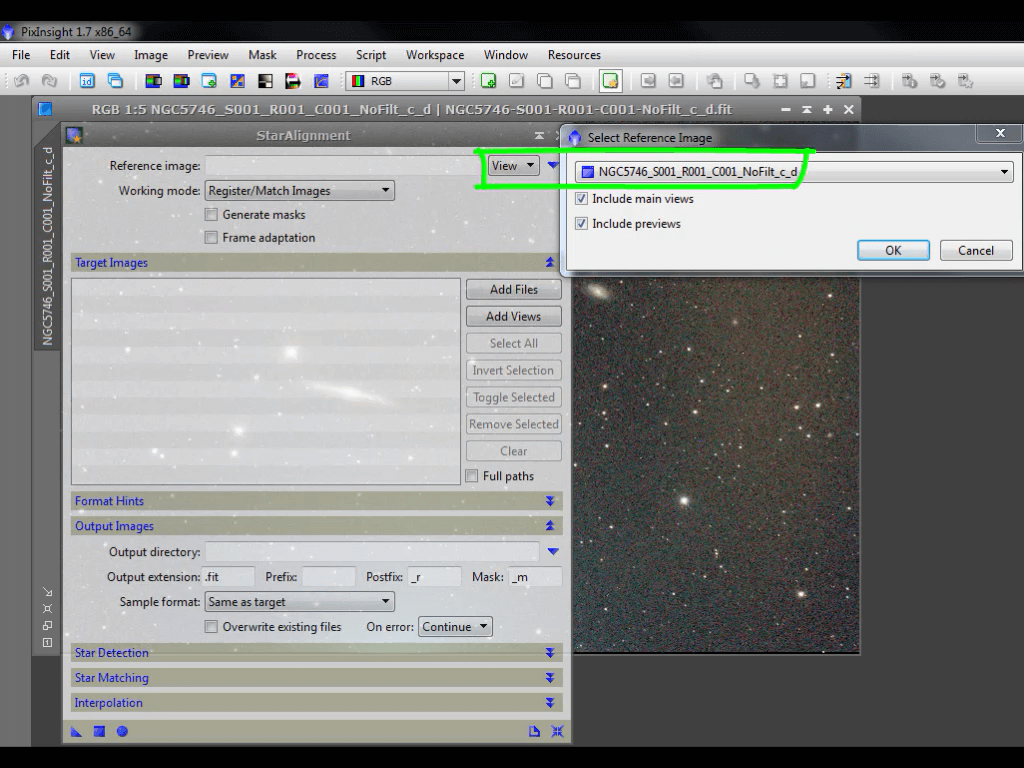 PixInsight 1.7 x86_64
File Edit View Image Preview Mask Process Script Workspace Window Resources
id RGB
RGB 1:5 NGC5746_S001_R001_C001_NoFilt_c_d | NGC5746-S001-R001-C001-NoFilt_c_d.fit
NGC5746_S001_R001_C001_NoFilt_c_d
StarAlignment
Reference image: View
Working mode: Register/Match Images
Generate masks
Frame adaptation
Target Images
Add Files
Add Views
Select All
Invert Selection
Toggle Selected
Remove Selected
Clear
Full paths
Format Hints
Output Images
Output directory:
Output extension: .fit Prefix: Postfix: _r Mask: _m
Sample format: Same as target
Overwrite existing files On error: Continue
Star Detection
Star Matching
Interpolation
Select Reference Image
NGC5746_S001_R001_C001_NoFilt_c_d
Include main views
Include previews
OK Cancel